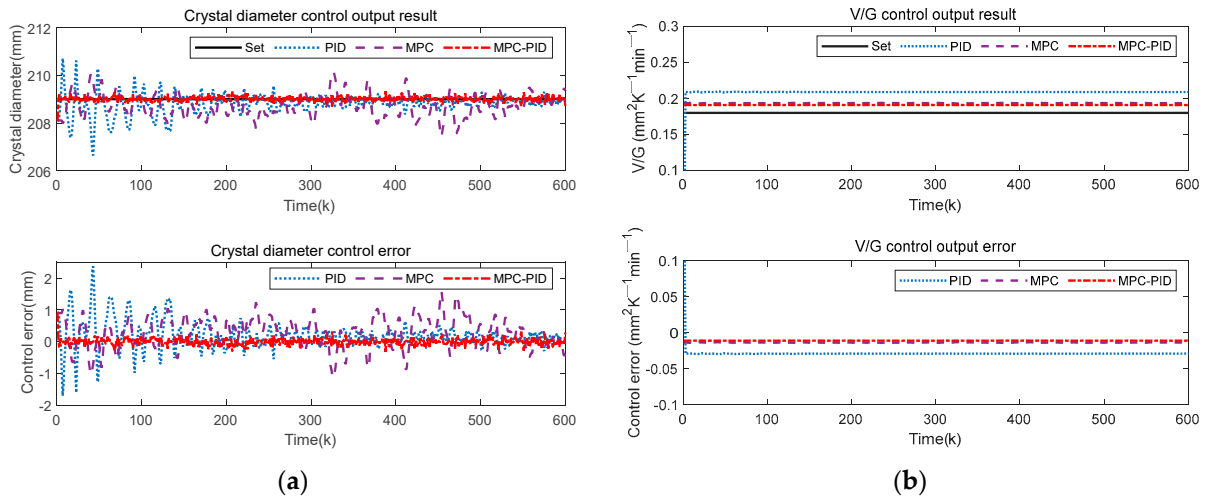 Crystal diameter control output result
Crystal diameter(mm)
212
210
208
206
Set PID MPC MPC-PID
0 100 200 300 400 500 600
Time(k)
Crystal diameter control error
Control error(mm)
2
1
0
-1
-2
PID MPC MPC-PID
0 100 200 300 400 500 600
Time(k)
(a)
V/G control output result
V/G (mm²K⁻¹min⁻¹)
0.3
0.25
0.2
0.15
0.1
Set PID MPC MPC-PID
0 100 200 300 400 500 600
Time(k)
V/G control output error
Control error (mm²K⁻¹min⁻¹)
0.1
0.05
0
-0.05
-0.1
PID MPC MPC-PID
0 100 200 300 400 500 600
Time(k)
(b)